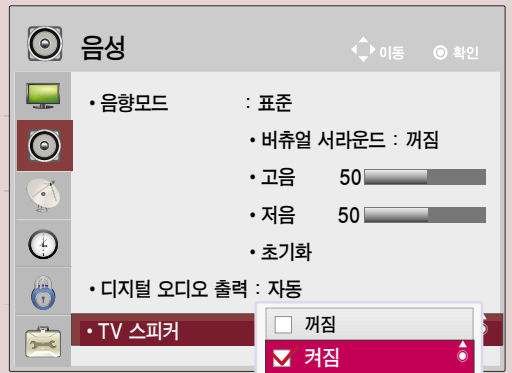 음성 이동 확인
• 음향모드 : 표준
• 버츄얼 서라운드 : 꺼짐
• 고음 50
• 저음 50
• 초기화
• 디지털 오디오 출력 : 자동
• TV 스피커
꺼짐
켜짐